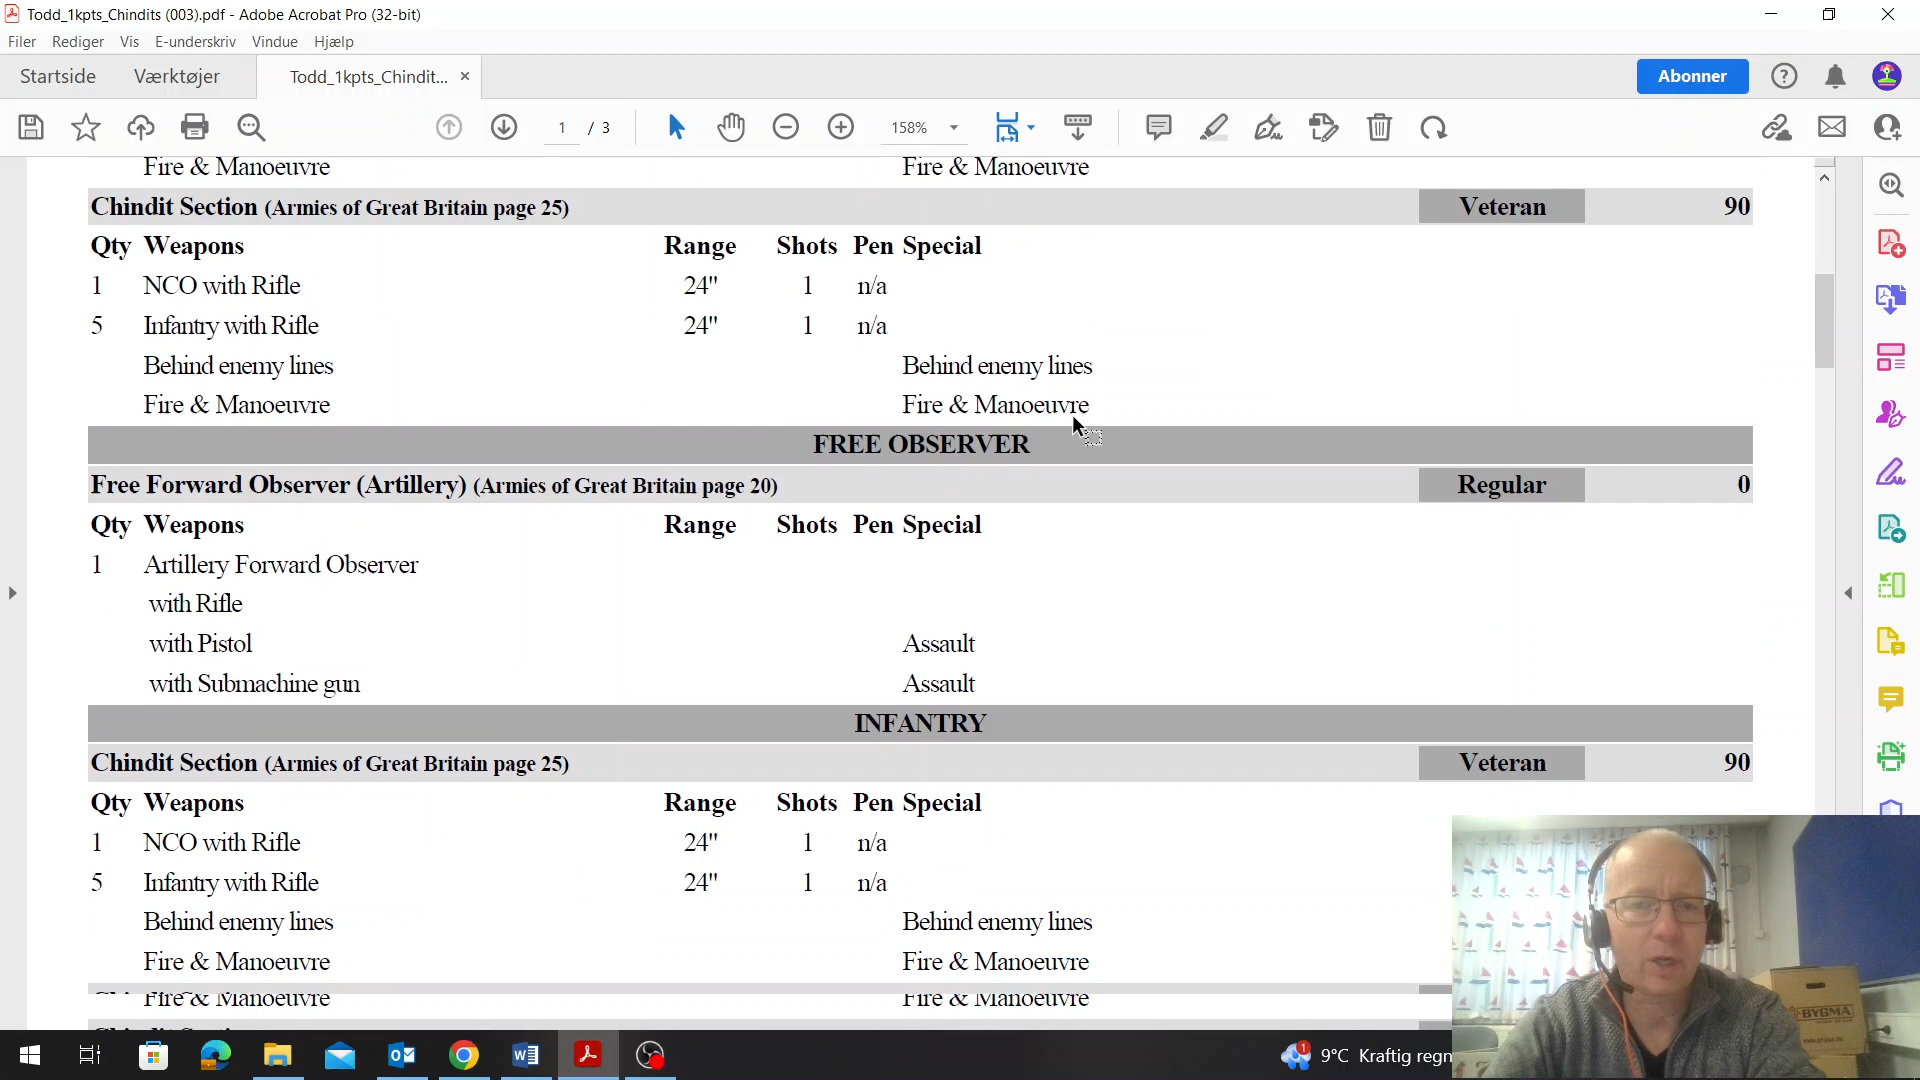 Todd_1kpts_Chindits (003).pdf - Adobe Acrobat Pro (32-bit)
Filer Rediger Vis E-underskriv Vindue Hjælp
Startside Værktøjer Todd_1kpts_Chindit... × Abonner
1 / 3 158%
Fire & Manoeuvre Fire & Manoeuvre
Chindit Section (Armies of Great Britain page 25) Veteran 90
Qty Weapons Range Shots Pen Special
1 NCO with Rifle 24" 1 n/a
5 Infantry with Rifle 24" 1 n/a
Behind enemy lines Behind enemy lines
Fire & Manoeuvre Fire & Manoeuvre
FREE OBSERVER
Free Forward Observer (Artillery) (Armies of Great Britain page 20) Regular 0
Qty Weapons Range Shots Pen Special
1 Artillery Forward Observer
with Rifle
with Pistol Assault
with Submachine gun Assault
INFANTRY
Chindit Section (Armies of Great Britain page 25) Veteran 90
Qty Weapons Range Shots Pen Special
1 NCO with Rifle 24" 1 n/a
5 Infantry with Rifle 24" 1 n/a
Behind enemy lines Behind enemy lines
Fire & Manoeuvre Fire & Manoeuvre
Fire & Manoeuvre Fire & Manoeuvre
BYGMA
1 9°C Kraftig regn